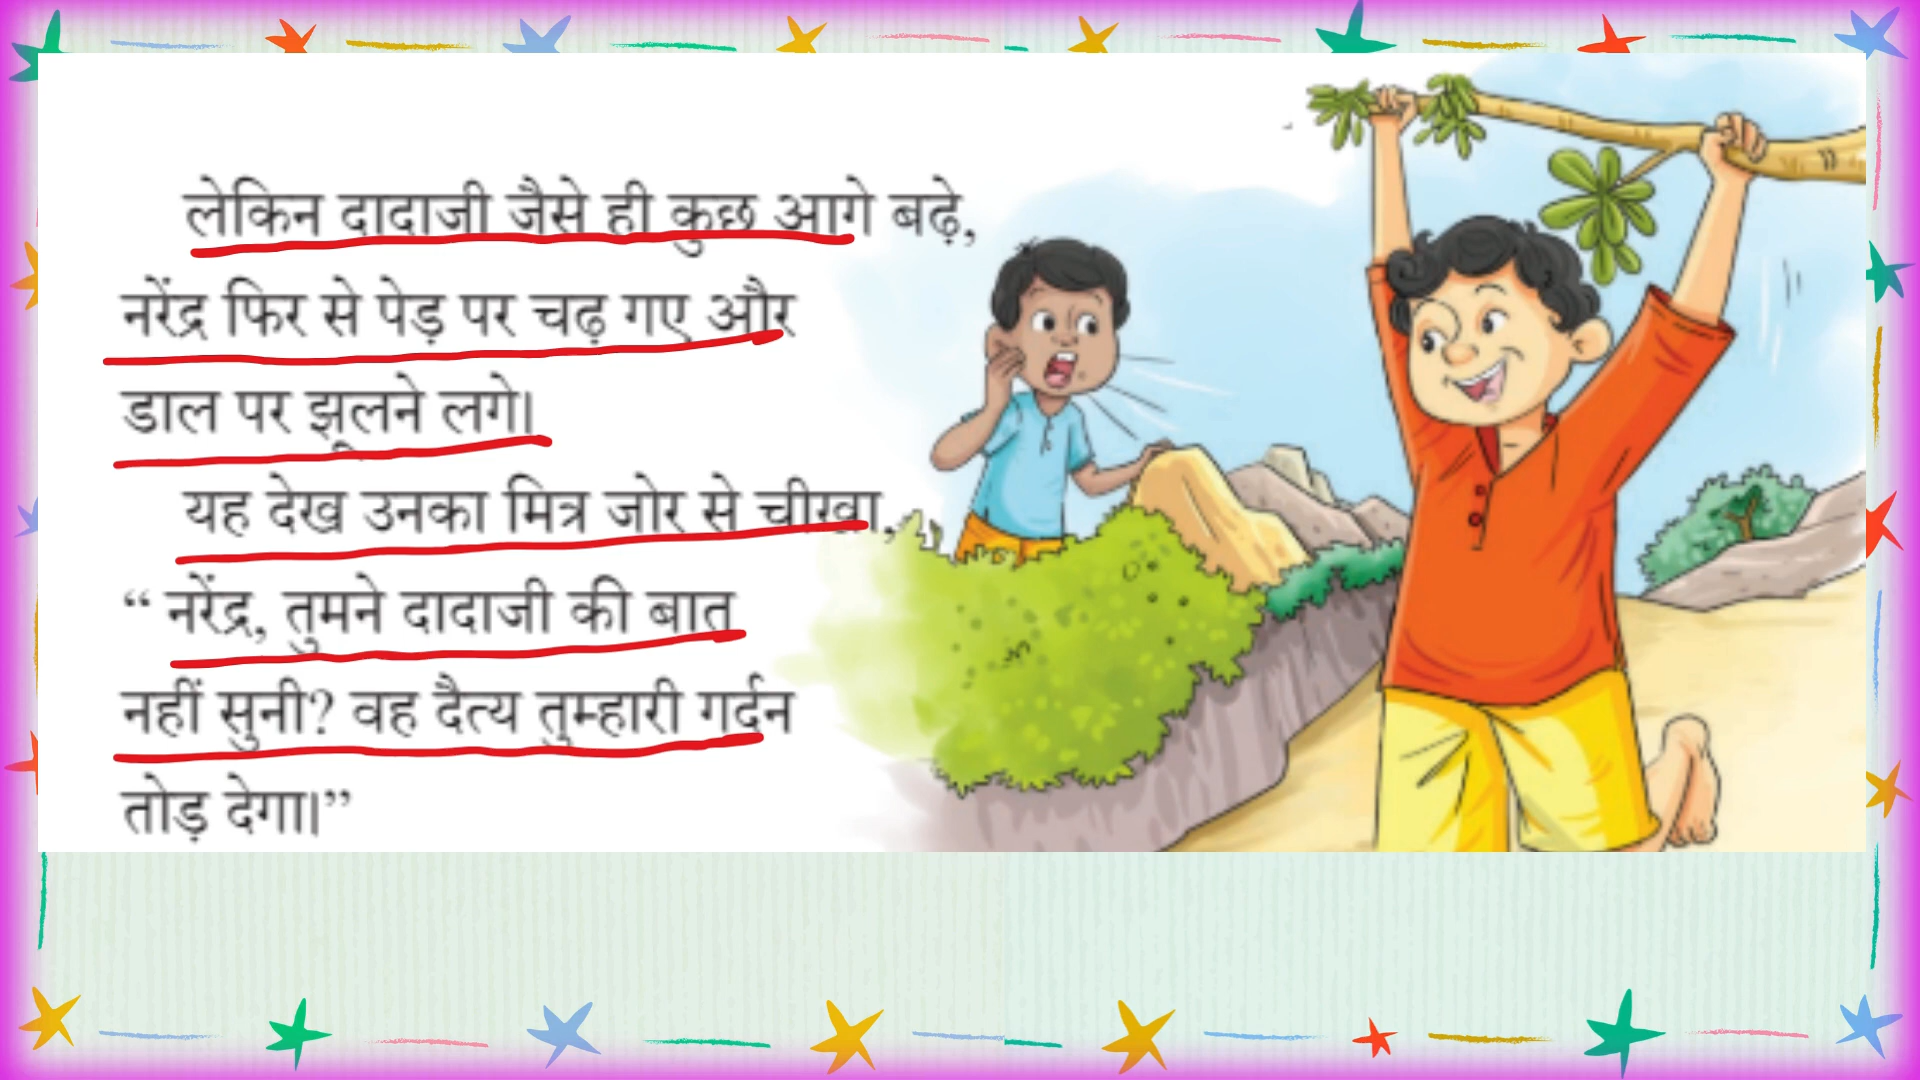 लेकिन दादाजी जैसे ही कुछ आगे बढ़े,
नरेंद्र फिर से पेड़ पर चढ़ गए और
डाल पर झूलने लगे।
यह देख उनका मित्र जोर से चीखा,
“ नरेंद्र, तुमने दादाजी की बात
नहीं सुनी? वह दैत्य तुम्हारी गर्दन
तोड़ देगा।”